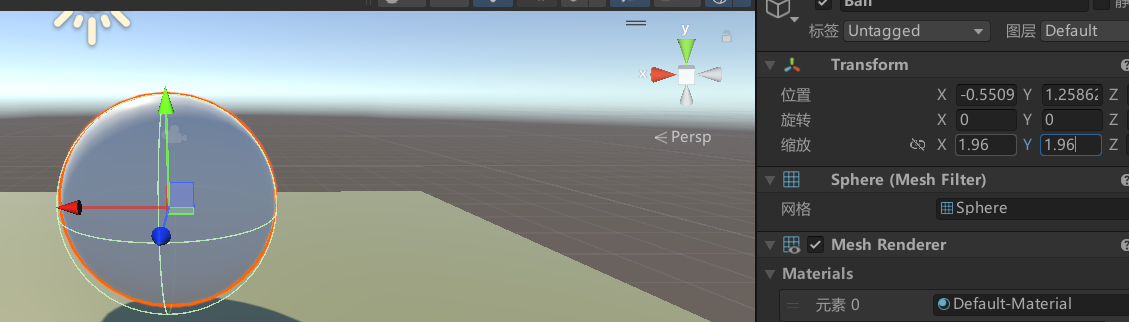 Ball
标签 Untagged 图层 Default
Transform
位置 X -0.5509 Y 1.25862 Z
旋转 X 0 Y 0 Z
缩放 X 1.96 Y 1.96 Z
Sphere (Mesh Filter)
网格 Sphere
Mesh Renderer
Materials
元素 0 Default-Material
y
x
Persp